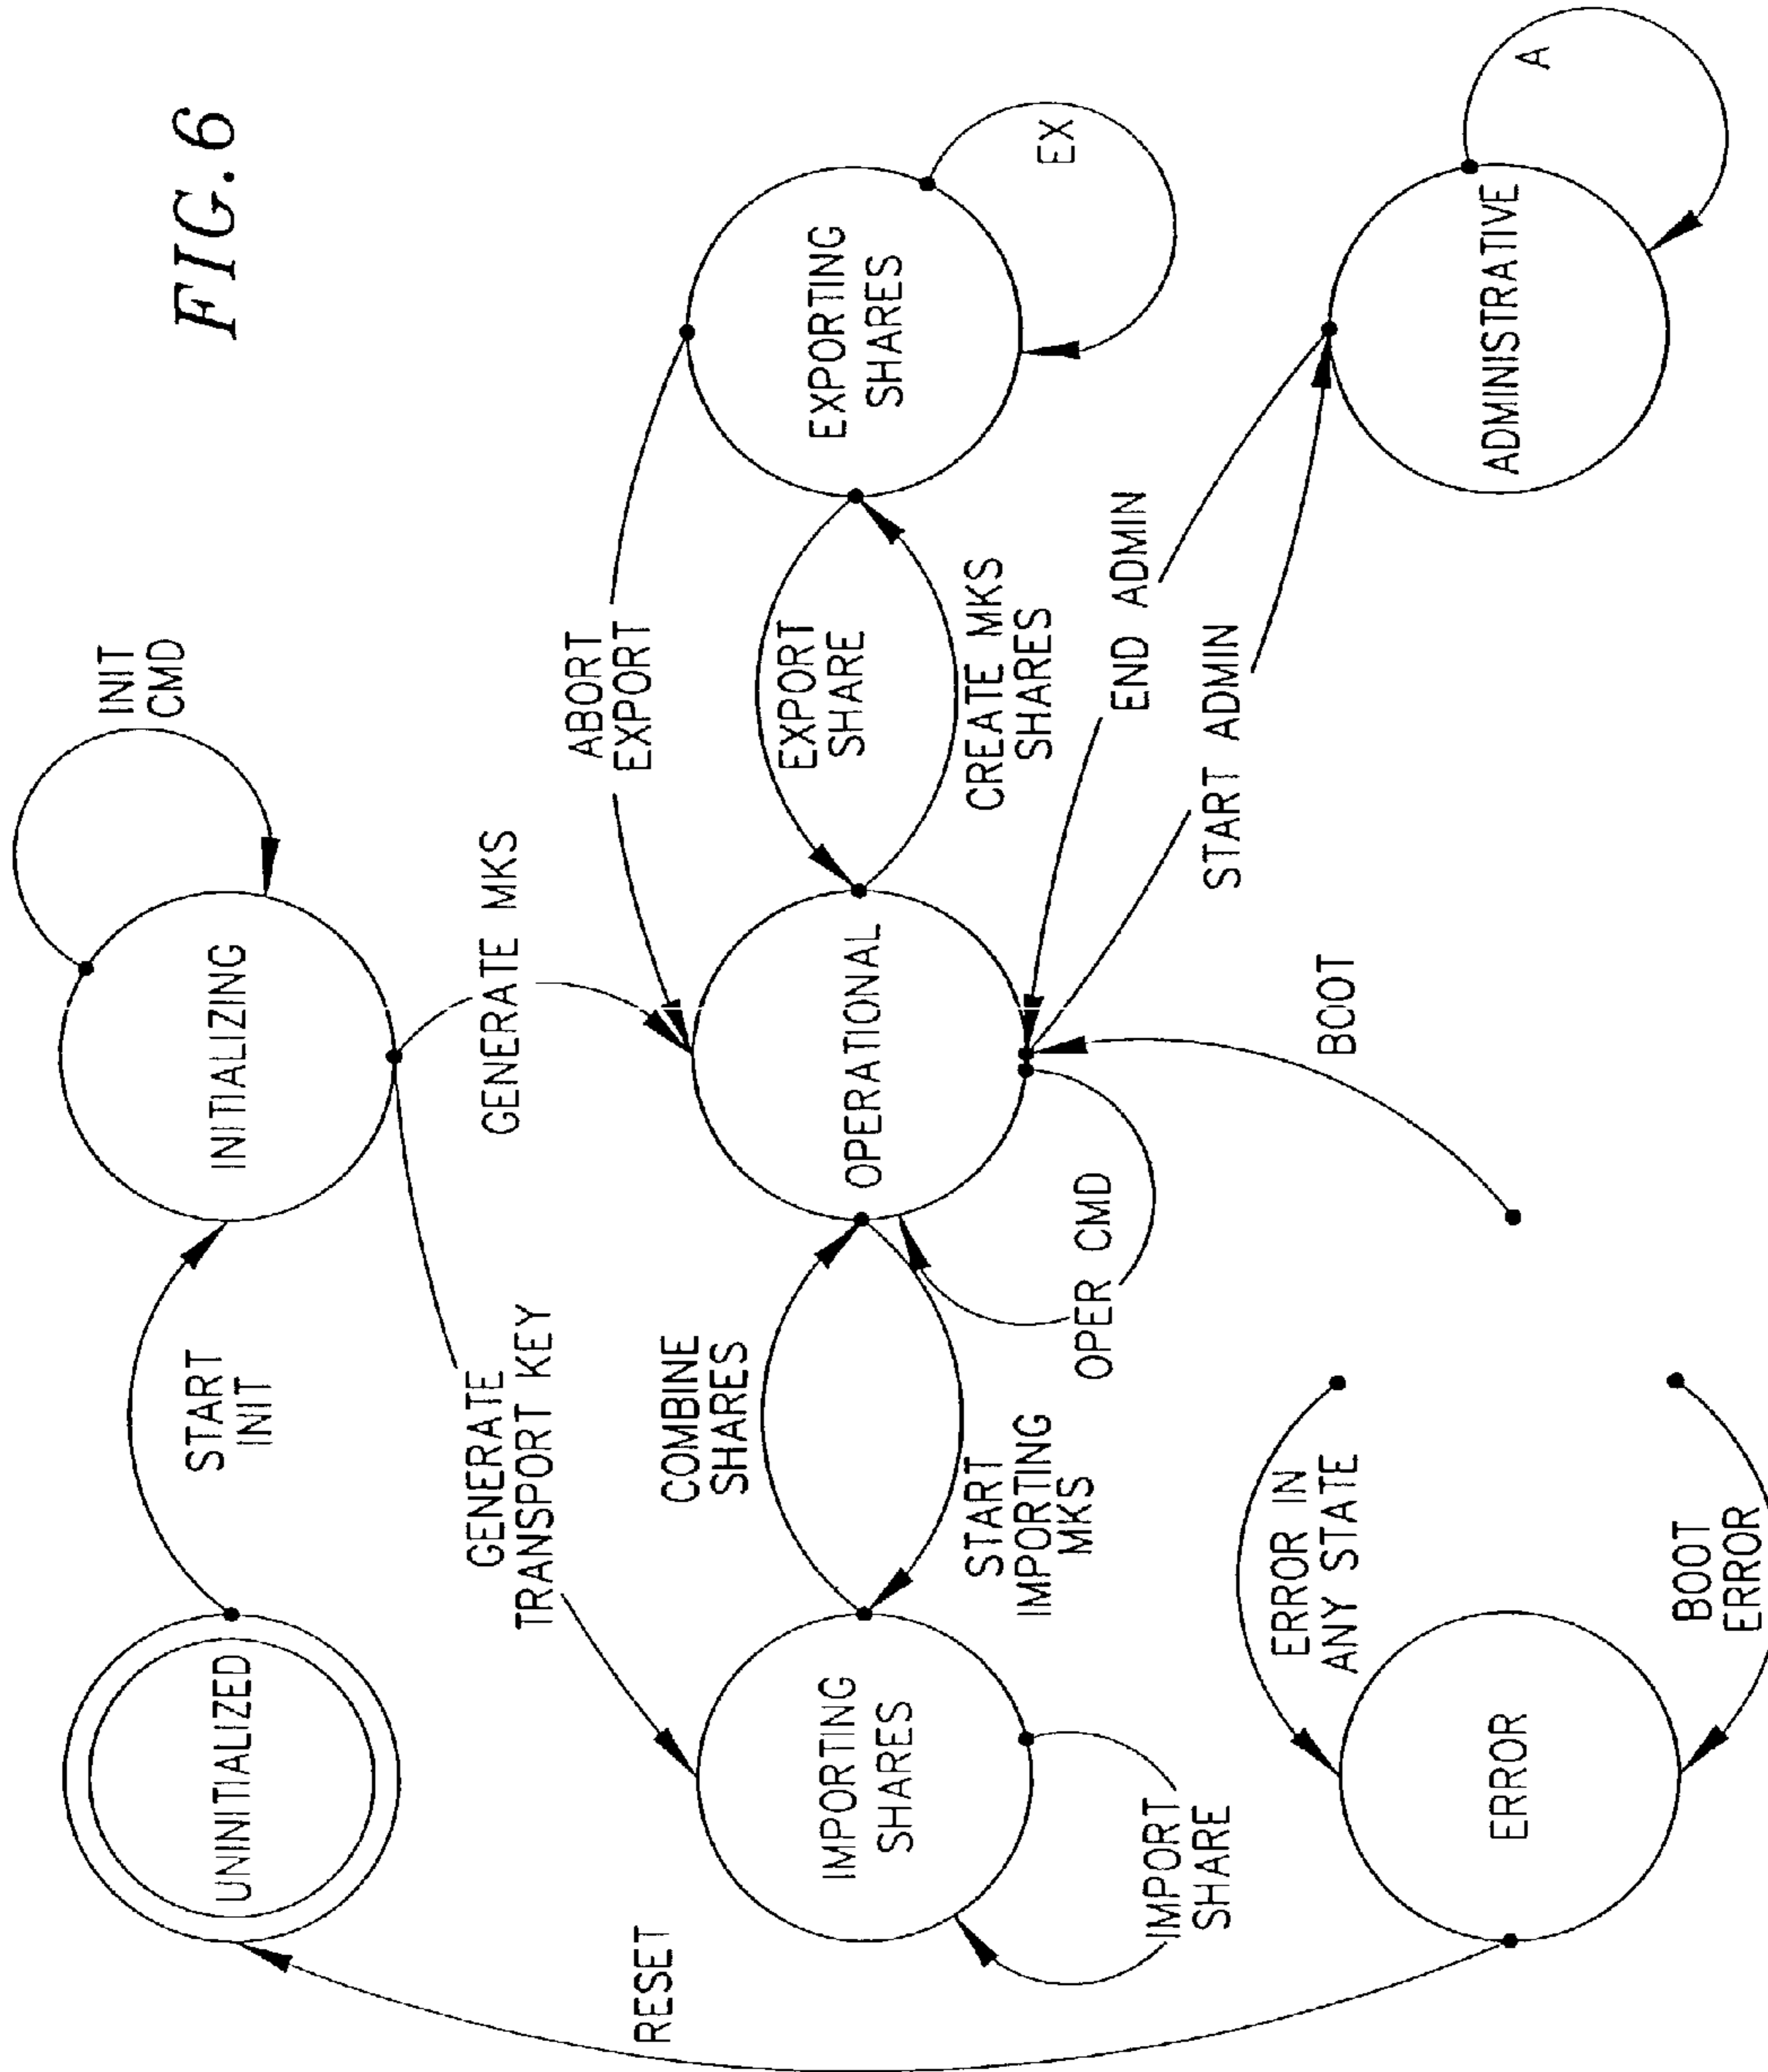 FIG. 6
UNINITIALIZED
START
INIT
INITIALIZING
INIT
CMD
GENERATE
TRANSPORT KEY
GENERATE MKS
ABORT
EXPORT
RESET
IMPORTING
SHARES
COMBINE
SHARES
START
IMPORTING
MKS
OPERATIONAL
EXPORT
SHARE
CREATE MKS
SHARES
EXPORTING
SHARES
EX
IMPORT
SHARE
OPER CMD
END ADMIN
START ADMIN
ERROR
ERROR IN
ANY STATE
BOOT
ERROR
BOOT
ADMINISTRATIVE
A